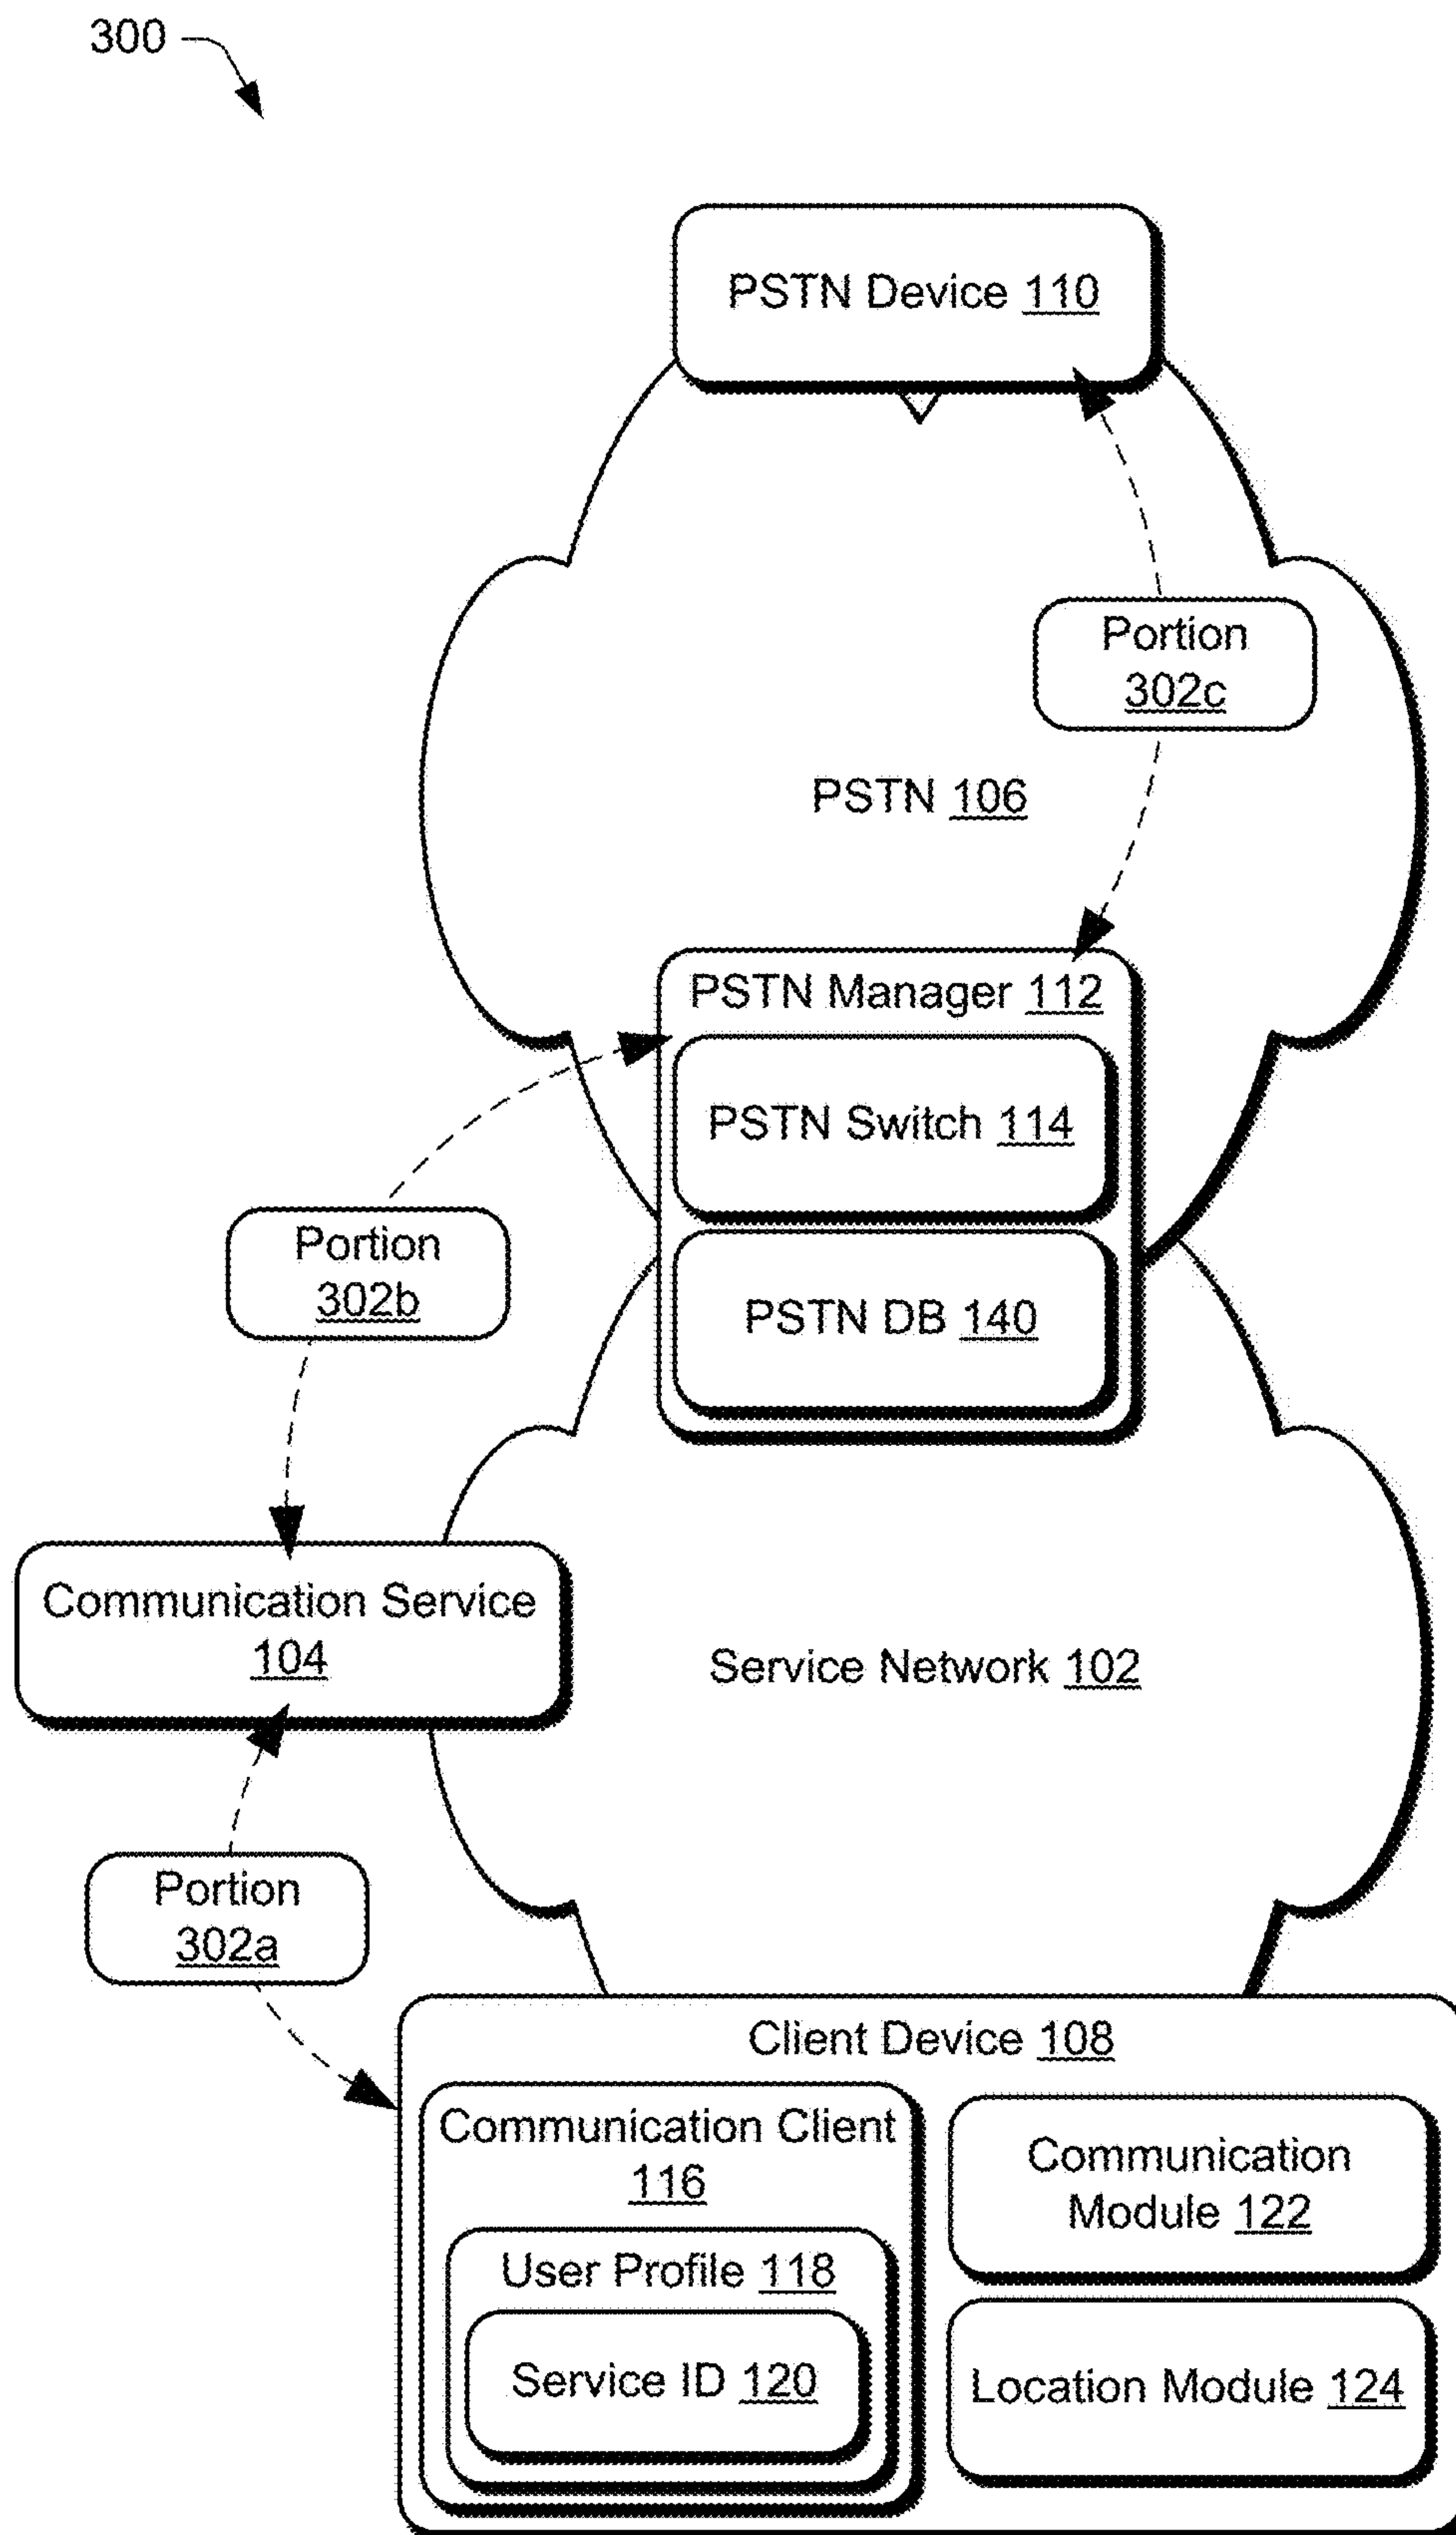 300
PSTN Device 110
Portion
302c
PSTN 106
PSTN Manager 112
PSTN Switch 114
Portion
302b
PSTN DB 140
Communication Service
104
Service Network 102
Portion
302a
Client Device 108
Communication Client
116
Communication
Module 122
User Profile 118
Service ID 120
Location Module 124